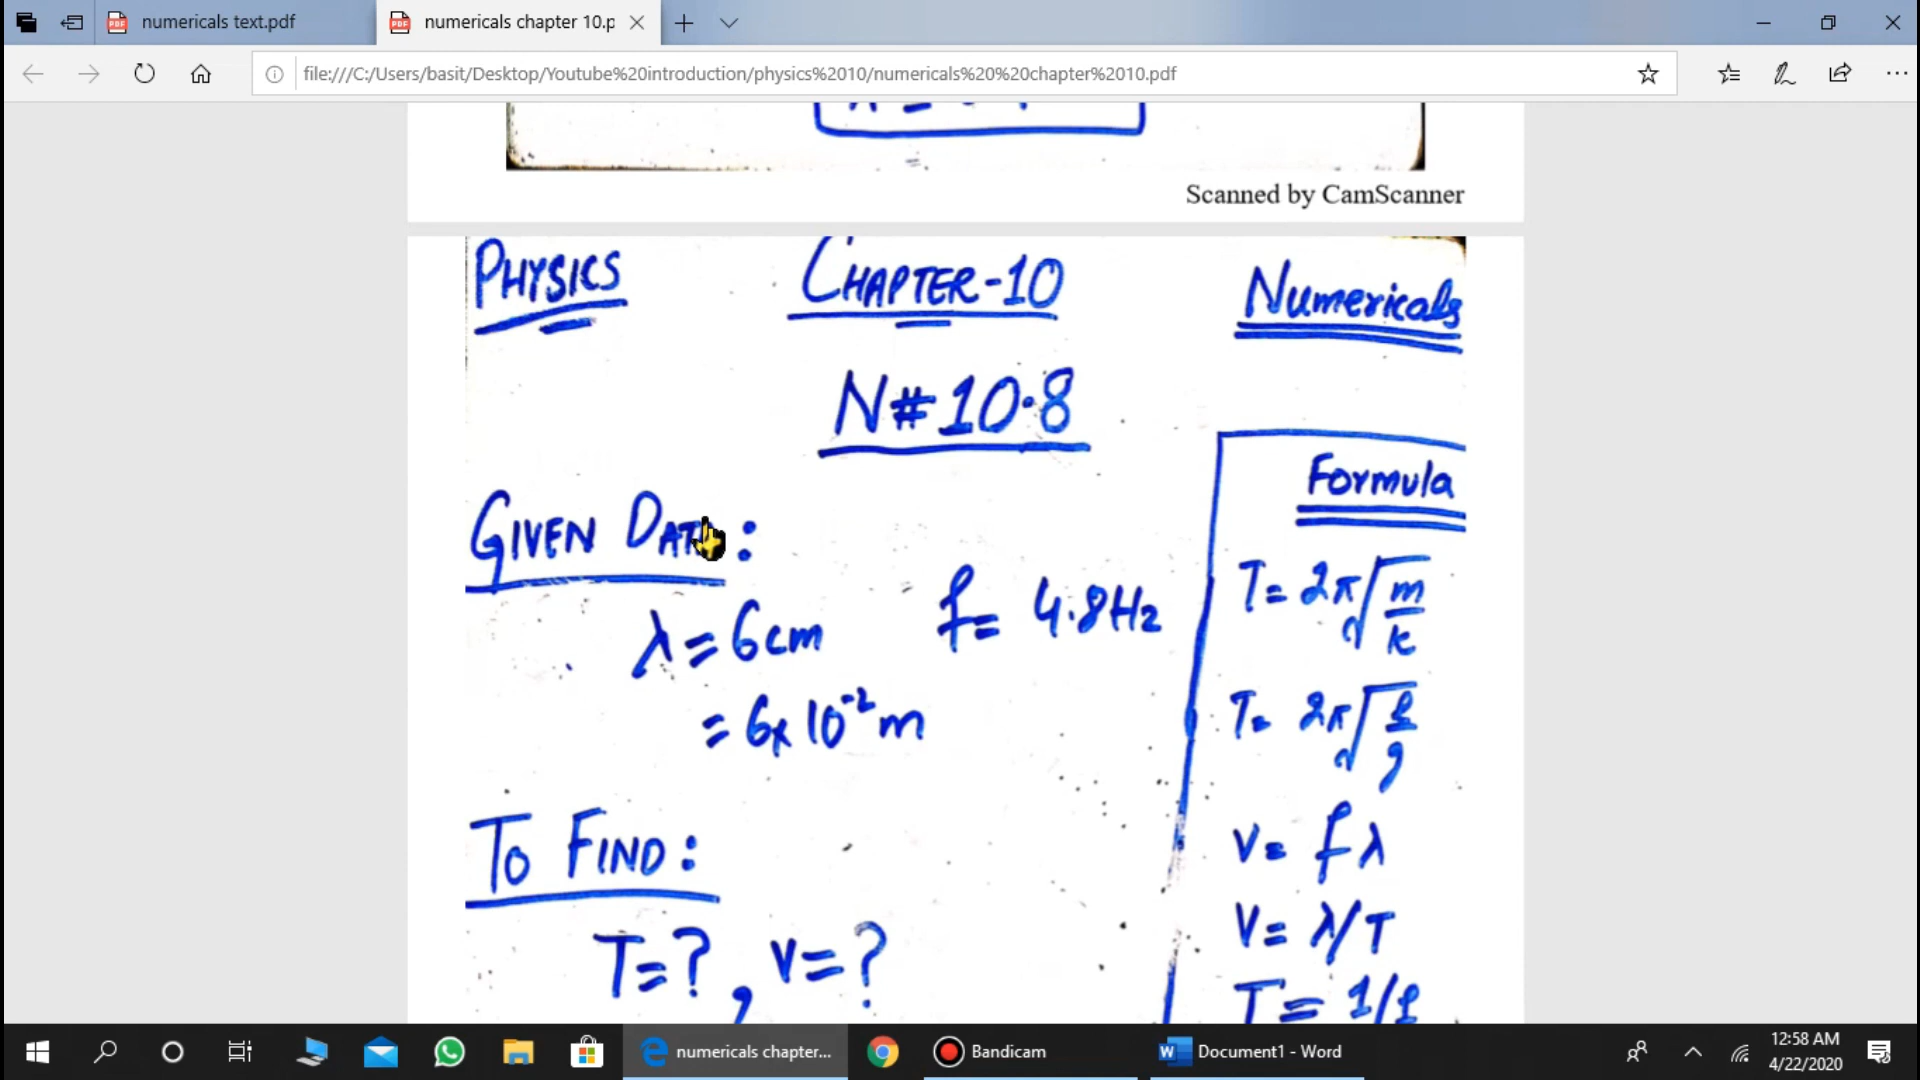 numericals text.pdf
numericals chapter 10.p
file:///C:/Users/basit/Desktop/Youtube%20introduction/physics%2010/numericals%20%20chapter%2010.pdf
Scanned by CamScanner
PHYSICS CHAPTER-10 Numericals
N# 10.8
GIVEN DATA:
λ = 6cm
= 6x10⁻²m
f = 4.8Hz
TO FIND:
T=?, v=?
Formula
T= 2π√m/k
T= 2π√l/g
v= fλ
v= λ/T
T= 1/f
numericals chapter...
Bandicam
Document1 - Word
12:58 AM
4/22/2020